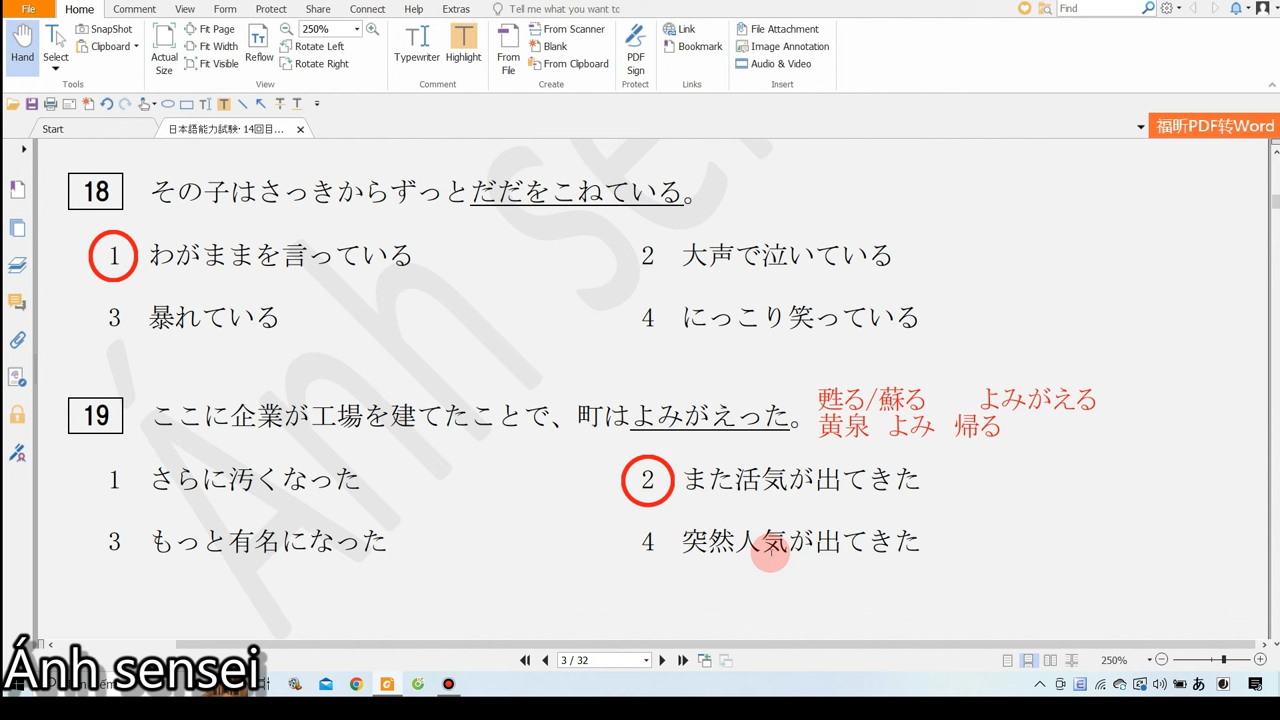 File Home Comment View Form Protect Share Connect Help Extras Tell me what you want to Find
SnapShot Fit Page 250% From Scanner Link File Attachment
Clipboard Fit Width Rotate Left Blank Bookmark Image Annotation
Hand Select Actual Size Fit Visible Reflow Rotate Right Typewriter Highlight From File From Clipboard PDF Sign Audio & Video
Tools View Comment Create Protect Links Insert
Start 日本語能力試験· 14回目... 福昕PDF转Word
18 その子はさっきからずっとだだをこねている。
1 わがままを言っている 2 大声で泣いている
3 暴れている 4 にっこり笑っている
甦る/蘇る よみがえる
19 ここに企業が工場を建てたことで、町はよみがえった。
黄泉 よみ 帰る
1 さらに汚くなった 2 また活気が出てきた
3 もっと有名になった 4 突然人気が出てきた
Ánh sensei
3 / 32 250%
Ánh sensei
あ